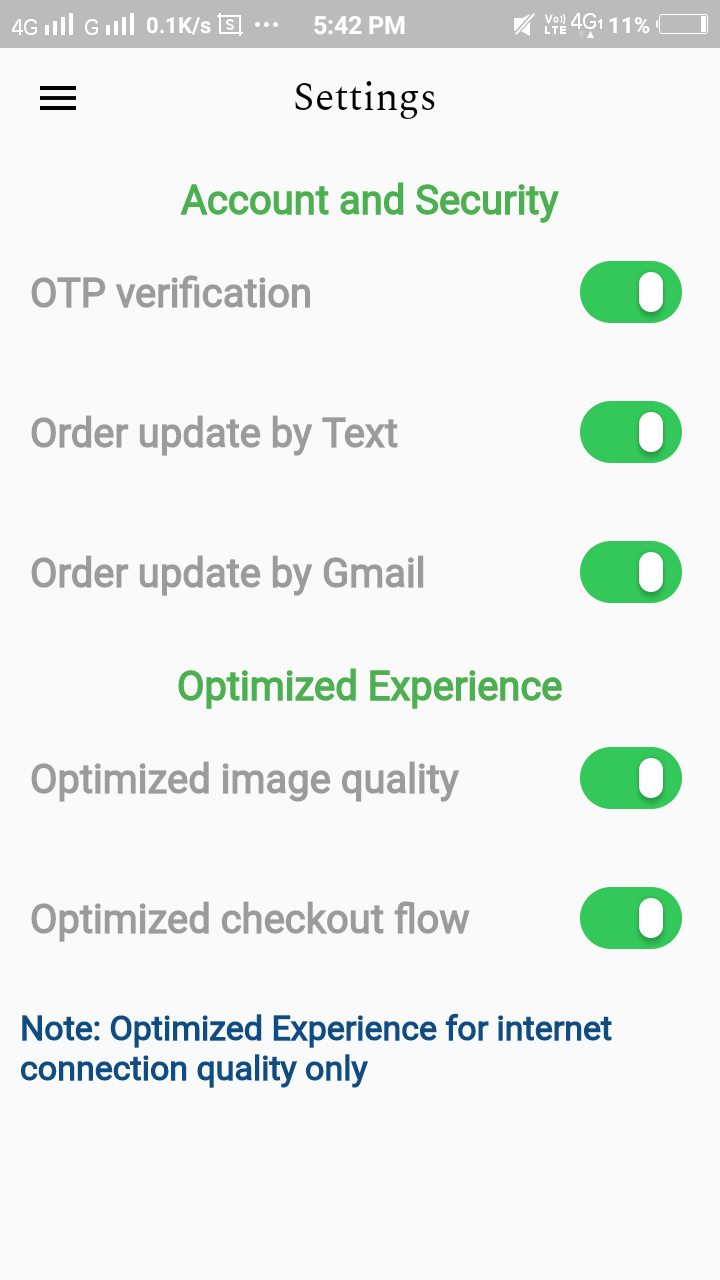 4G G 0.1K/s S ... 5:42 PM Vo)) LTE 4G1 11%
Settings
Account and Security
OTP verification
Order update by Text
Order update by Gmail
Optimized Experience
Optimized image quality
Optimized checkout flow
Note: Optimized Experience for internet
connection quality only